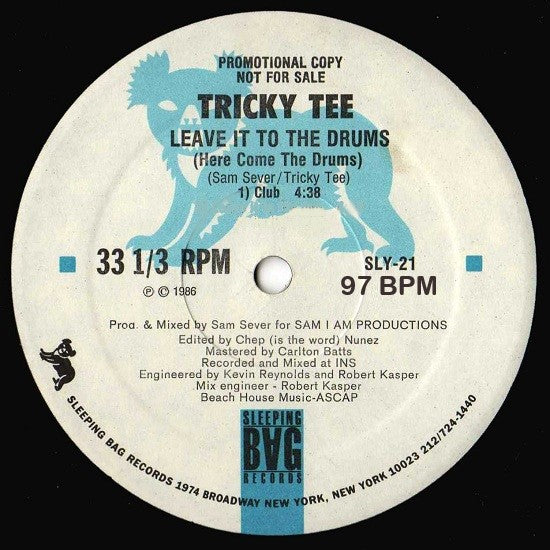 PROMOTIONAL COPY
NOT FOR SALE
TRICKY TEE
LEAVE IT TO THE DRUMS
(Here Come The Drums)
(Sam Sever/Tricky Tee)
1) Club 4:38
33 1/3 RPM
SLY-21
℗ © 1986
97 BPM
Prod. & Mixed by Sam Sever for SAM I AM PRODUCTIONS
Edited by Chep (is the word) Nunez
Mastered by Carlton Batts
Recorded and Mixed at INS
Engineered by Kevin Reynolds and Robert Kasper
Mix engineer - Robert Kasper
Beach House Music-ASCAP
SLEEPING
BAG
RECORDS
SLEEPING BAG RECORDS 1974 BROADWAY NEW YORK, NEW YORK 10023 212/724-1440